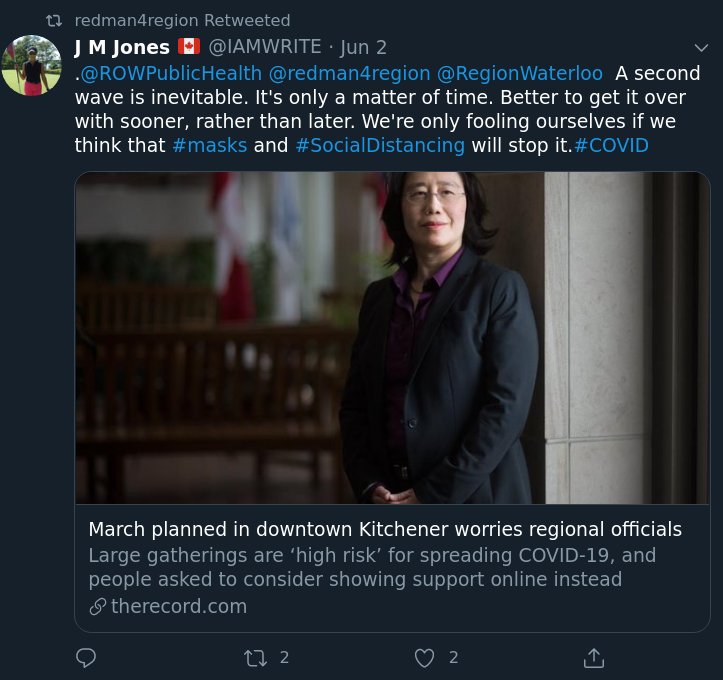 redman4region Retweeted
J M Jones 🇨🇦 @IAMWRITE · Jun 2
.@ROWPublicHealth @redman4region @RegionWaterloo A second
wave is inevitable. It's only a matter of time. Better to get it over
with sooner, rather than later. We're only fooling ourselves if we
think that #masks and #SocialDistancing will stop it.#COVID
March planned in downtown Kitchener worries regional officials
Large gatherings are ‘high risk’ for spreading COVID-19, and
people asked to consider showing support online instead
therecord.com
2 2